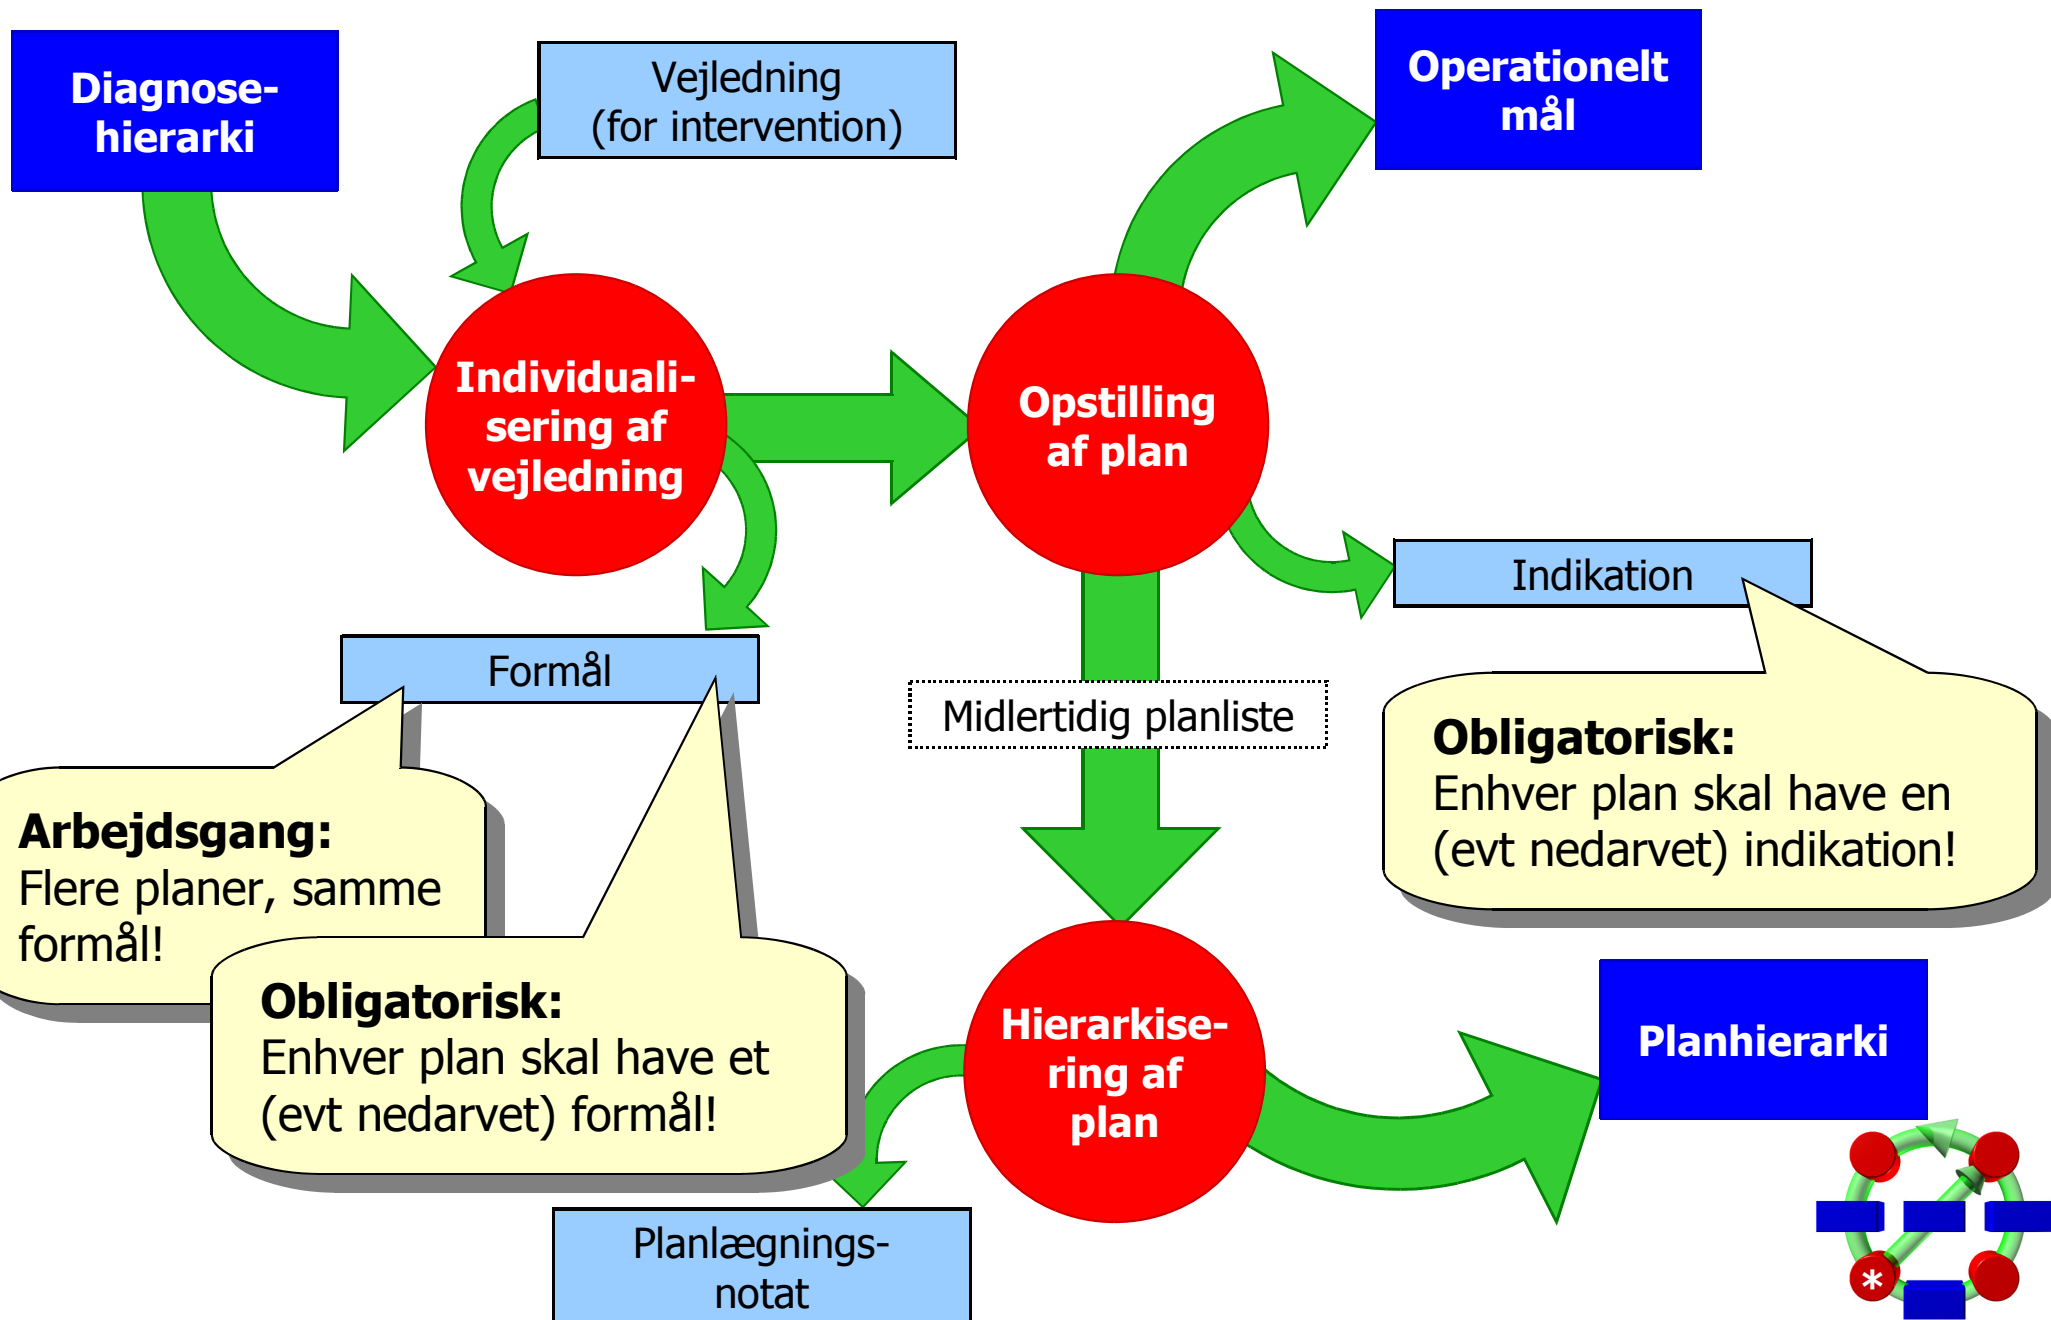 Diagnose-
hierarki
Vejledning
(for intervention)
Operationelt
mål
Individuali-
sering af
vejledning
Opstilling
af plan
Indikation
Formål
Midlertidig planliste
Obligatorisk:
Enhver plan skal have en
(evt nedarvet) indikation!
Arbejdsgang:
Flere planer, samme
formål!
Obligatorisk:
Enhver plan skal have et
(evt nedarvet) formål!
Hierarkise-
ring af
plan
Planhierarki
Planlægnings-
notat
*